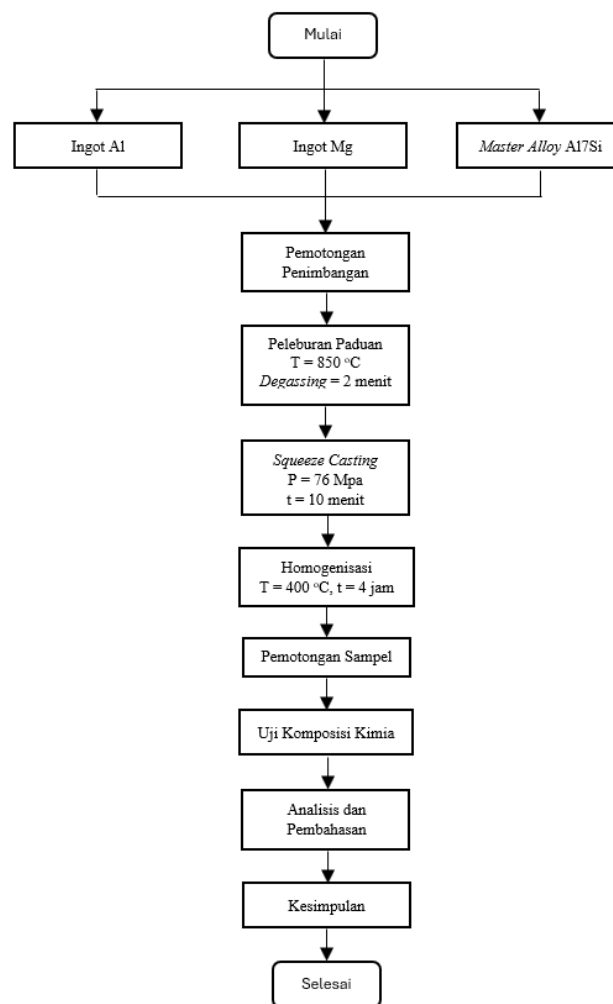 Mulai
Ingot Al
Ingot Mg
Master Alloy Al7Si
Pemotongan
Penimbangan
Peleburan Paduan
T = 850 °C
Degassing = 2 menit
Squeeze Casting
P = 76 Mpa
t = 10 menit
Homogenisasi
T = 400 °C, t = 4 jam
Pemotongan Sampel
Uji Komposisi Kimia
Analisis dan
Pembahasan
Kesimpulan
Selesai